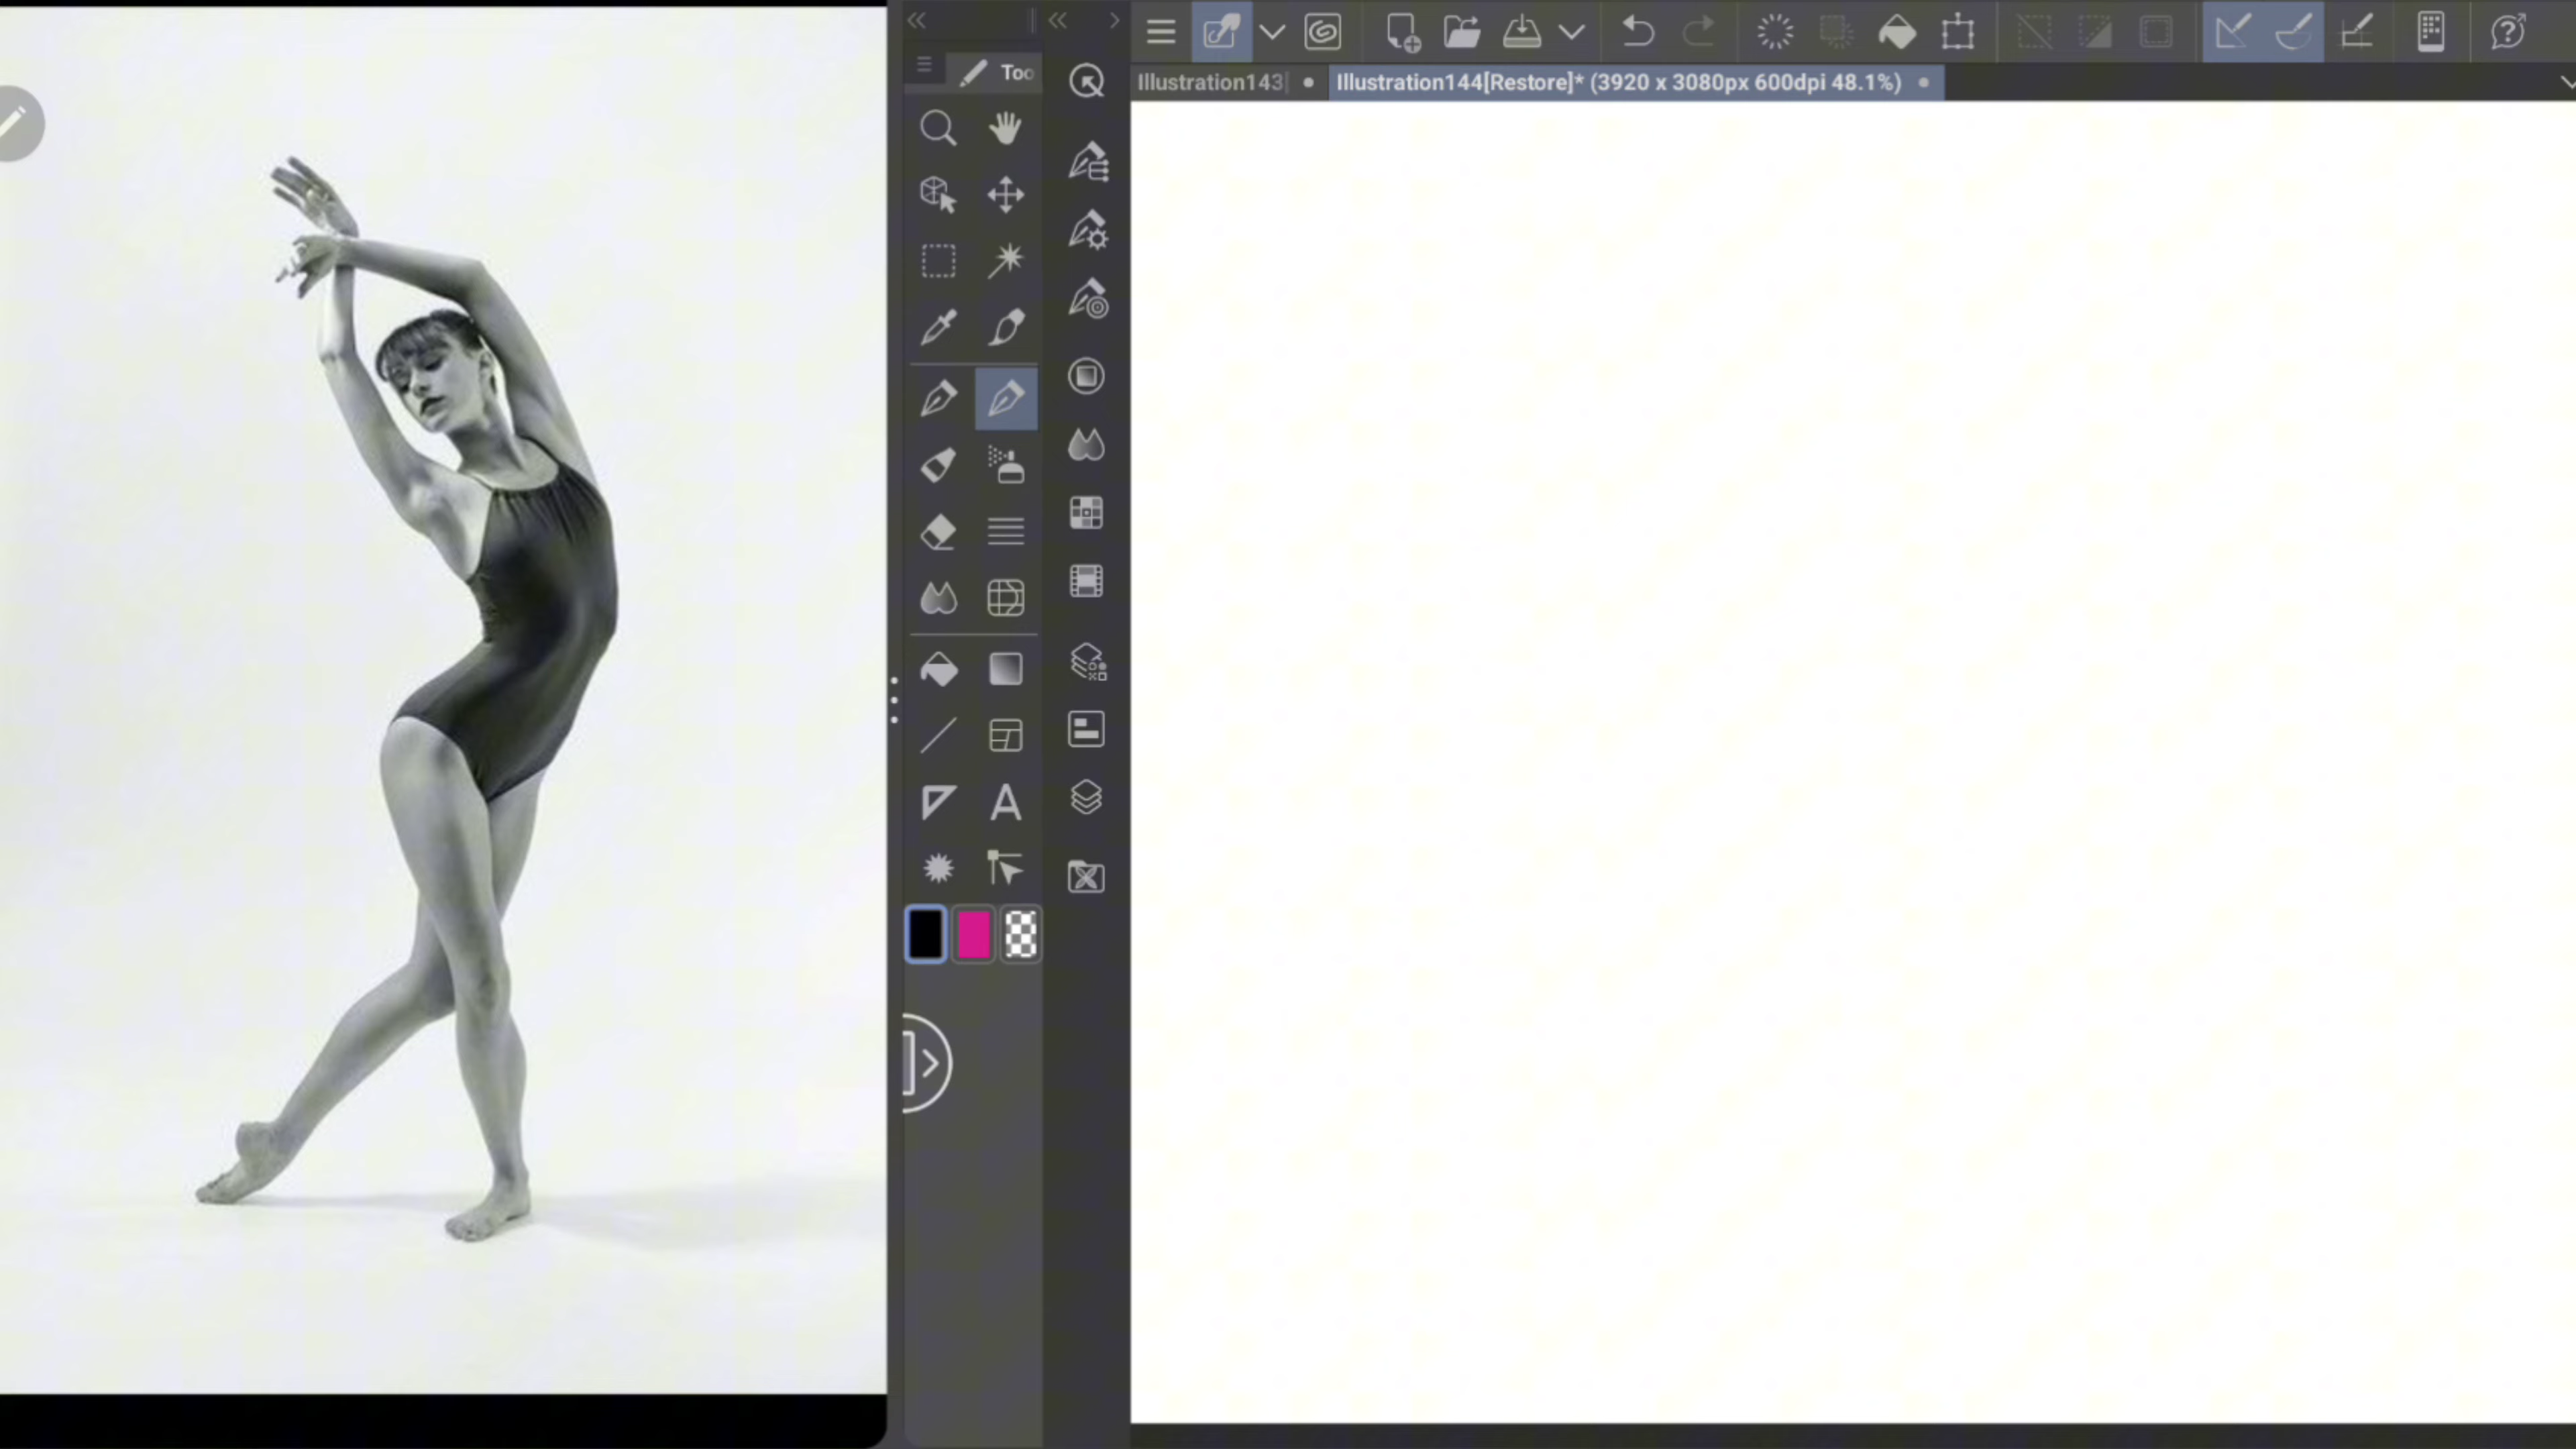 Too
Illustration143
Illustration144[Restore]* (3920 x 3080px 600dpi 48.1%)
A